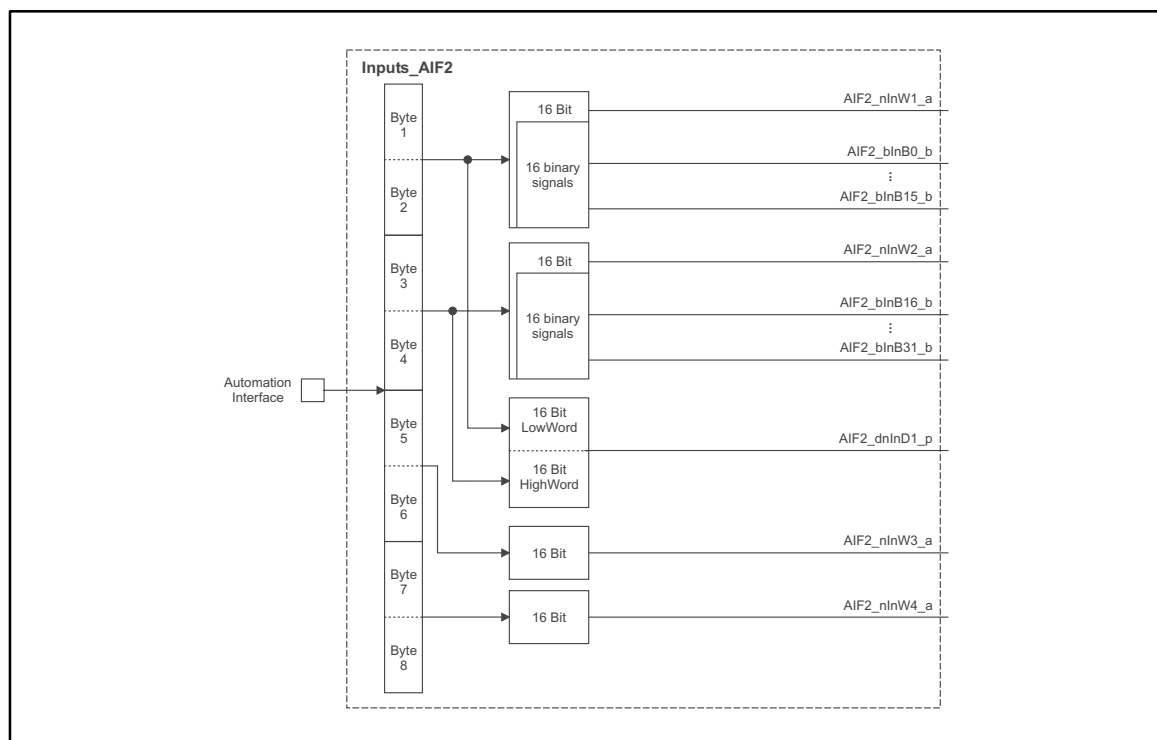 Inputs_AIF2
Byte
1
Byte
2
Byte
3
Byte
4
Byte
5
Byte
6
Byte
7
Byte
8
Automation
Interface
16 Bit
16 binary
signals
AIF2_nInW1_a
AIF2_bInB0_b
...
AIF2_bInB15_b
16 Bit
16 binary
signals
AIF2_nInW2_a
AIF2_bInB16_b
...
AIF2_bInB31_b
16 Bit
LowWord
16 Bit
HighWord
AIF2_dnInD1_p
16 Bit
AIF2_nInW3_a
16 Bit
AIF2_nInW4_a